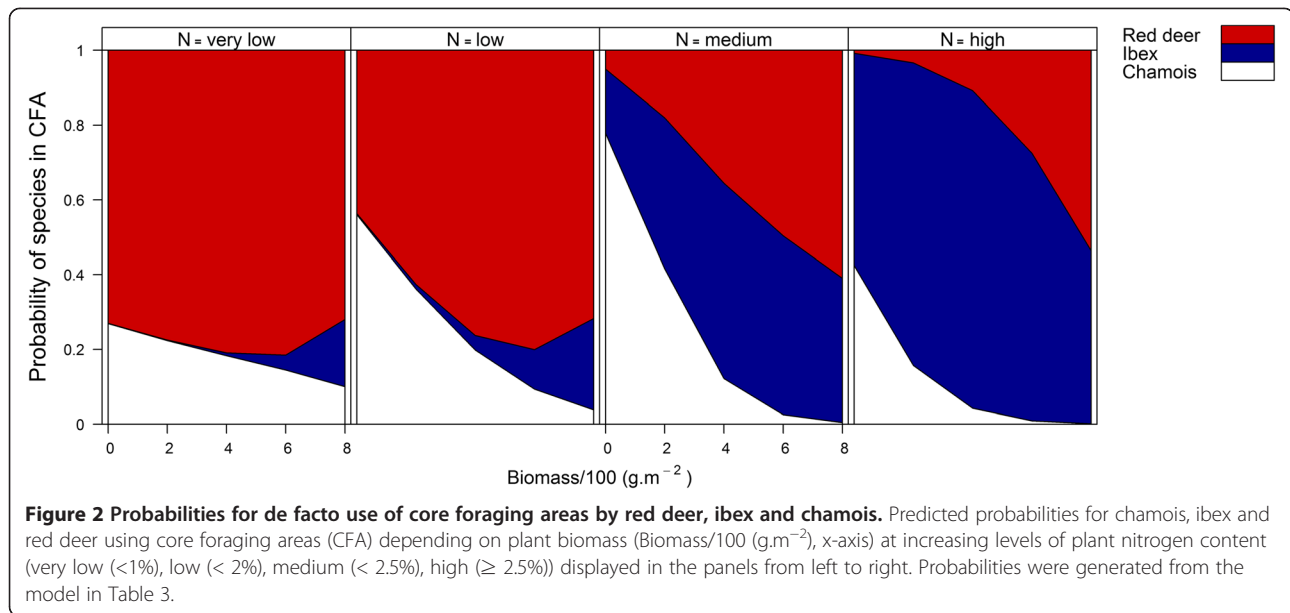 N = very low
N = low
N = medium
N = high
Red deer
Ibex
Chamois
Probability of species in CFA
1
0.8
0.6
0.4
0.2
0
0 2 4 6 8
0 2 4 6 8
Biomass/100 (g.m⁻²)
Figure 2 Probabilities for de facto use of core foraging areas by red deer, ibex and chamois. Predicted probabilities for chamois, ibex and
red deer using core foraging areas (CFA) depending on plant biomass (Biomass/100 (g.m⁻²), x-axis) at increasing levels of plant nitrogen content
(very low (<1%), low (< 2%), medium (< 2.5%), high (≥ 2.5%)) displayed in the panels from left to right. Probabilities were generated from the
model in Table 3.